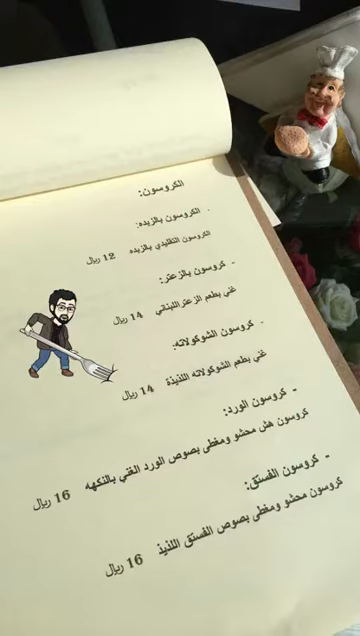 الكروسون:
- الكروسون بالزبده:
الكروسون التقليدي بالزبده 12 ريال
- كروسون بالزعتر:
غني بطعم الزعتر اللبناني 14 ريال
- كروسون الشوكولاته:
غني بطعم الشوكولاته اللذيذة 14 ريال
- كروسون الورد:
كروسون هش محشو ومغطى بصوص الورد الغني بالنكهه 16 ريال
- كروسون الفستق:
كروسون محشو ومغطى بصوص الفستق اللذيذ 16 ريال